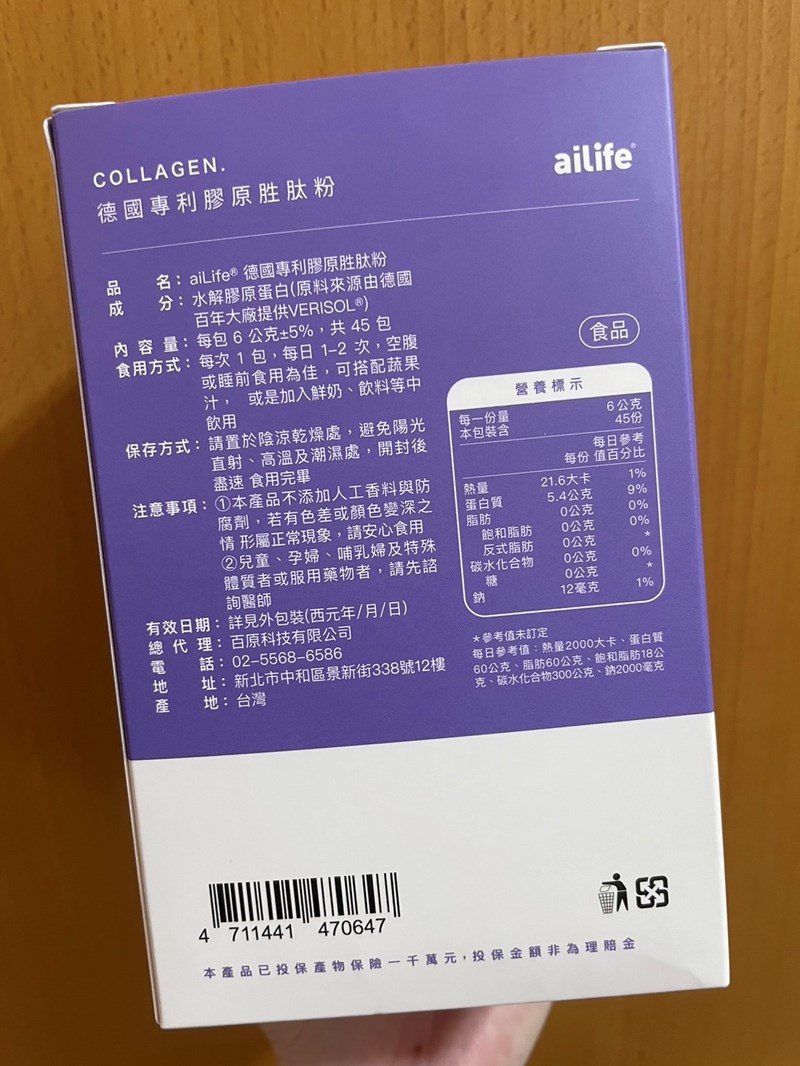 COLLAGEN.
ailife®
德國專利膠原胜肽粉
品名：aiLife® 德國專利膠原胜肽粉
成分：水解膠原蛋白(原料來源由德國
百年大廠提供VERISOL®)
內容量：每包 6 公克±5%，共 45 包
食用方式：每次 1 包，每日 1–2 次，空腹
或睡前食用為佳，可搭配蔬果
汁， 或是加入鮮奶、飲料等中
飲用
保存方式：請置於陰涼乾燥處，避免陽光
直射、高溫及潮濕處，開封後
盡速 食用完畢
注意事項：①本產品不添加人工香料與防
腐劑，若有色差或顏色變深之
情 形屬正常現象，請安心食用
②兒童、孕婦、哺乳婦及特殊
體質者或服用藥物者，請先諮
詢醫師
有效日期：詳見外包裝(西元年/月/日)
總代理：百原科技有限公司
電話：02-5568-6586
地址：新北市中和區景新街338號12樓
產地：台灣
食品
營養標示
每一份量 6公克
本包裝含 45份
每日參考
每份 值百分比
熱量 21.6大卡 1%
蛋白質 5.4公克 9%
脂肪 0公克 0%
飽和脂肪 0公克 0%
反式脂肪 0公克 *
碳水化合物 0公克 0%
糖 0公克 *
鈉 12毫克 1%
*參考值未訂定
每日參考值：熱量2000大卡、蛋白質
60公克、脂肪60公克、飽和脂肪18公
克、碳水化合物300公克、鈉2000毫克
4 711441 470647
本產品已投保產物保險一千萬元，投保金額非為理賠金